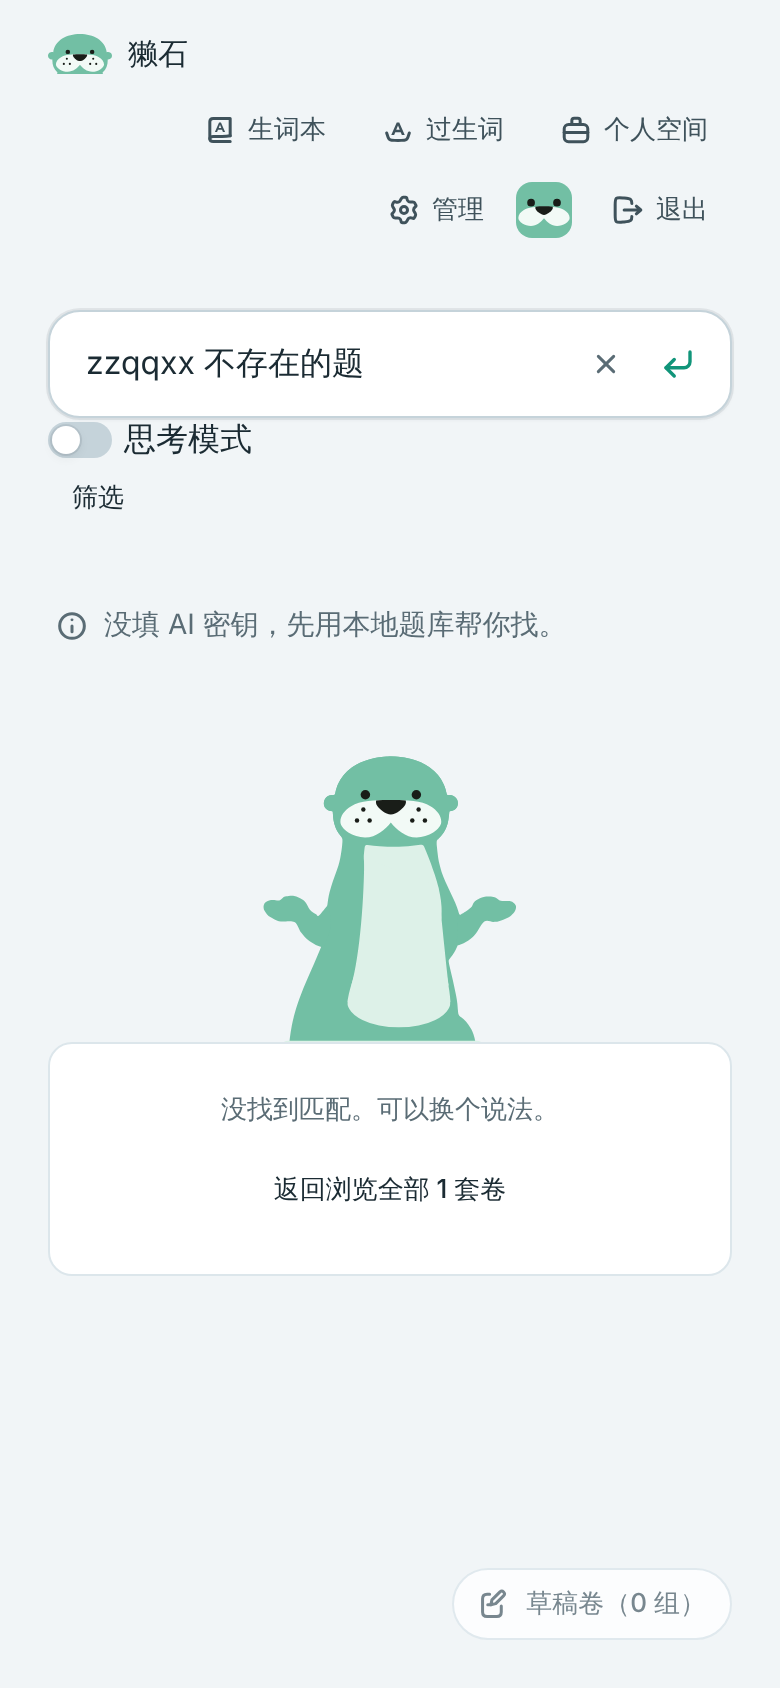 獭石
生词本 过生词 个人空间
管理 退出
zzqqxx 不存在的题
思考模式
筛选
没填 AI 密钥，先用本地题库帮你找。
没找到匹配。可以换个说法。
返回浏览全部 1 套卷
草稿卷（0 组）